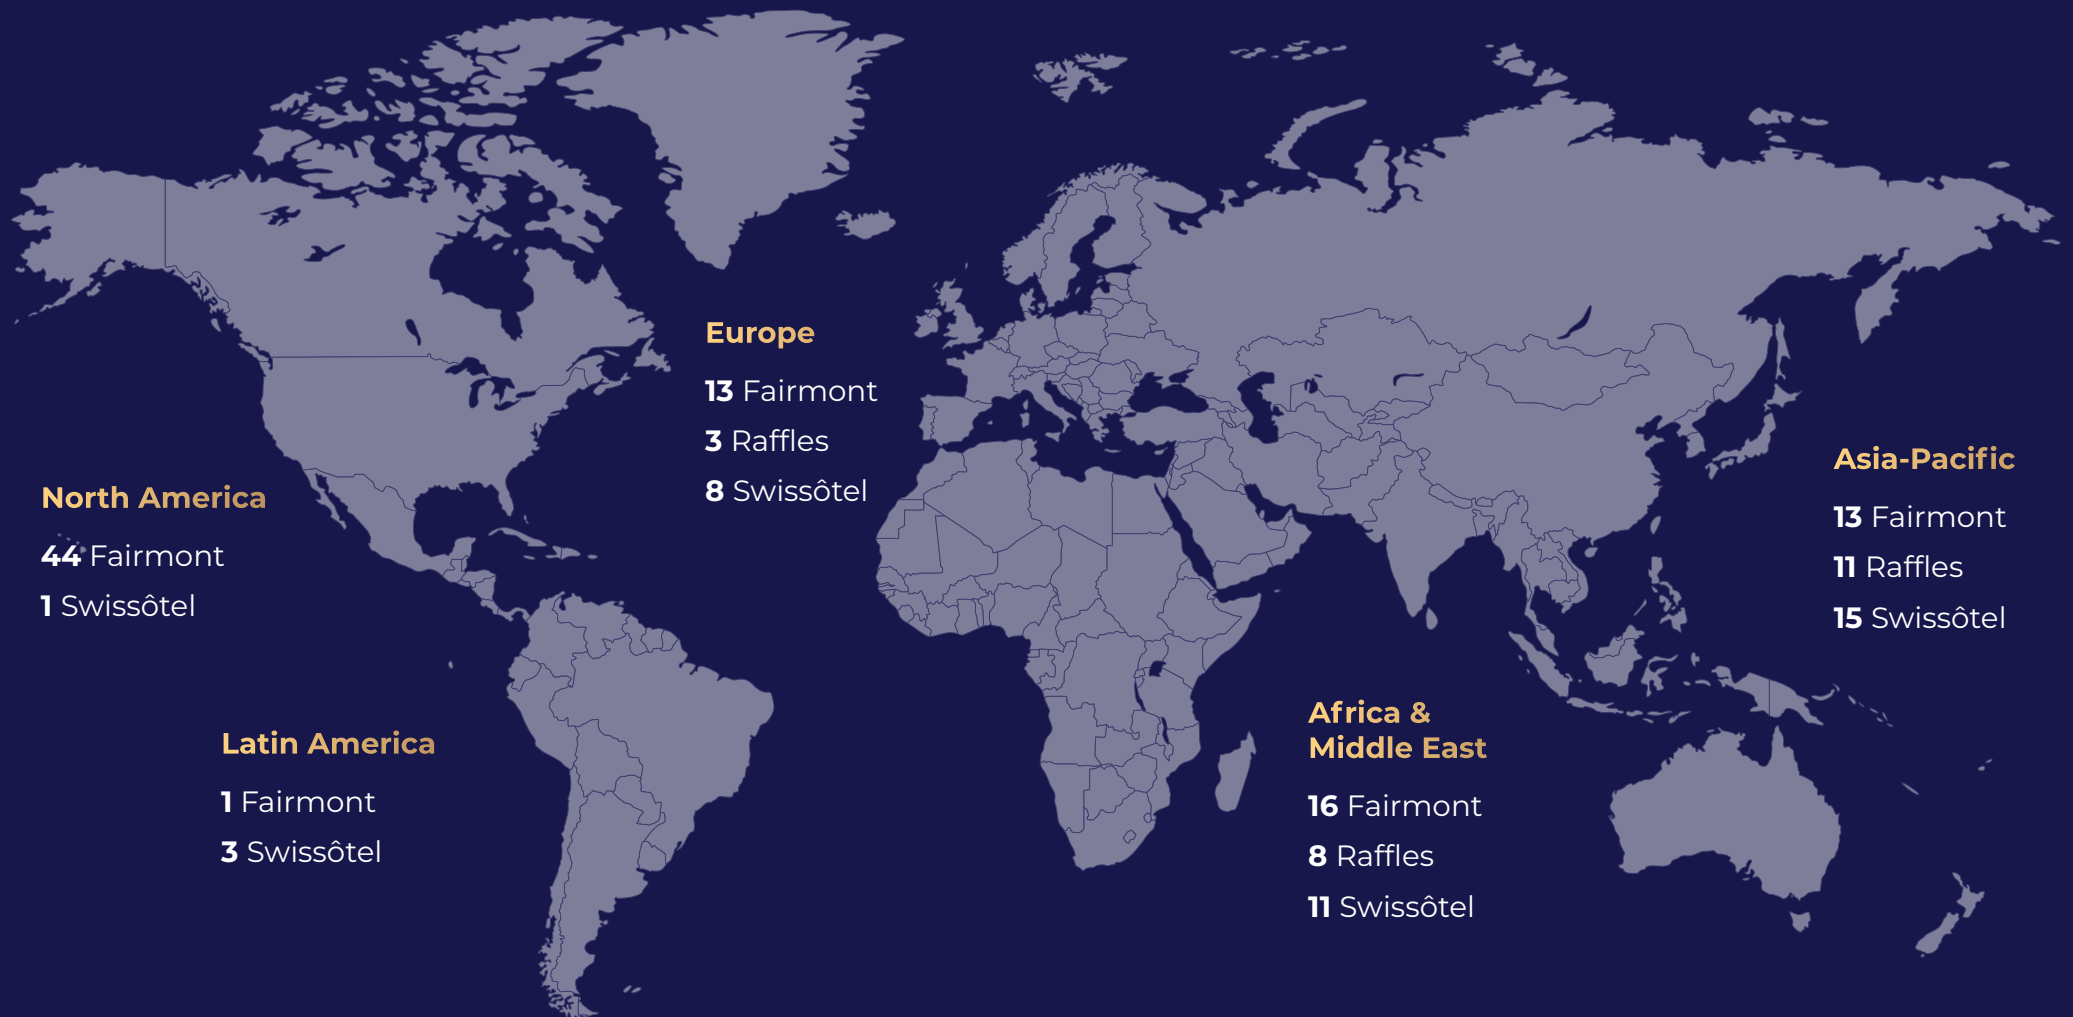 Europe
13 Fairmont
3 Raffles
8 Swissôtel
North America
44 Fairmont
1 Swissôtel
Asia-Pacific
13 Fairmont
11 Raffles
15 Swissôtel
Latin America
1 Fairmont
3 Swissôtel
Africa &
Middle East
16 Fairmont
8 Raffles
11 Swissôtel